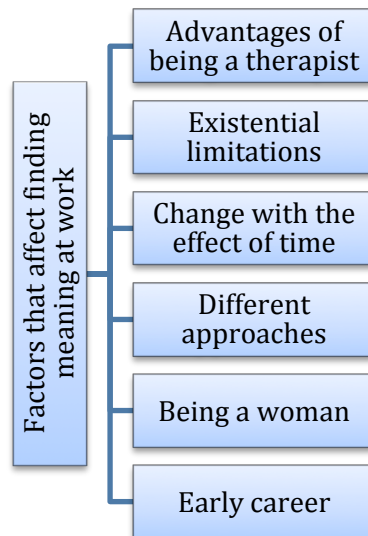 Factors that affect finding
meaning at work
Advantages of
being a therapist
Existential
limitations
Change with the
effect of time
Different
approaches
Being a woman
Early career